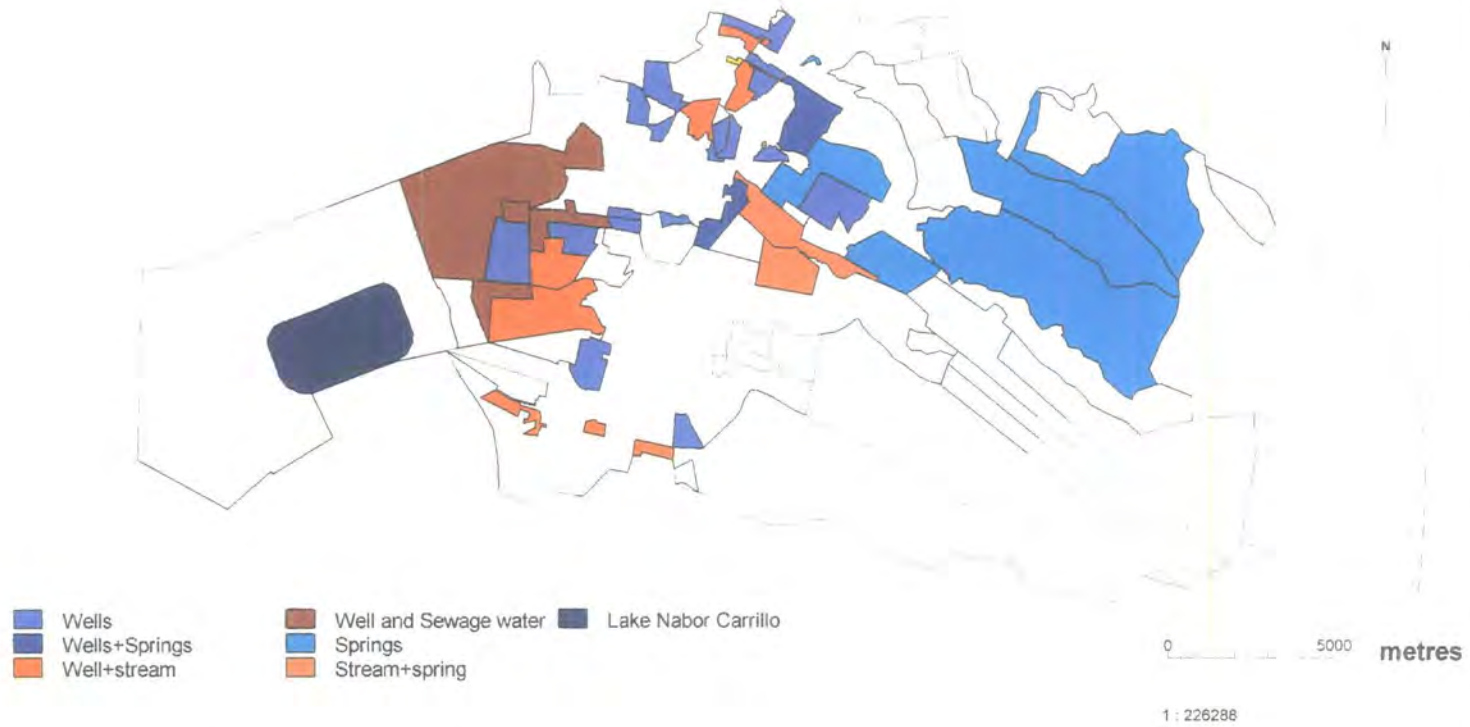 N
Wells
Wells+Springs
Well+stream
Well and Sewage water
Springs
Stream+spring
Lake Nabor Carrillo
0 5000 metres
1 : 226288